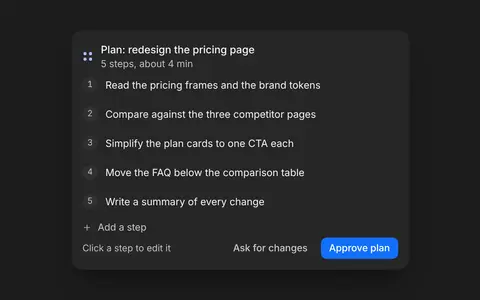 Plan: redesign the pricing page
5 steps, about 4 min
1 Read the pricing frames and the brand tokens
2 Compare against the three competitor pages
3 Simplify the plan cards to one CTA each
4 Move the FAQ below the comparison table
5 Write a summary of every change
+ Add a step
Click a step to edit it Ask for changes Approve plan